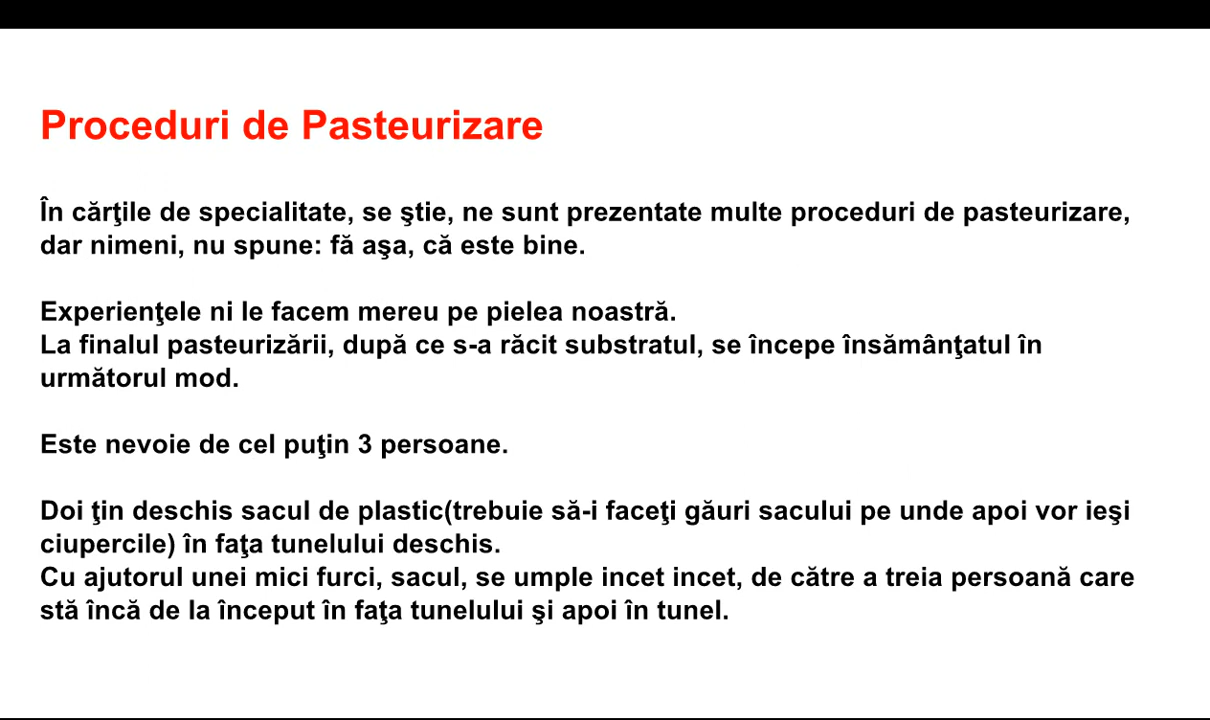 Proceduri de Pasteurizare
În cărţile de specialitate, se ştie, ne sunt prezentate multe proceduri de pasteurizare,
dar nimeni, nu spune: fă aşa, că este bine.
Experienţele ni le facem mereu pe pielea noastră.
La finalul pasteurizării, după ce s-a răcit substratul, se începe însămânţatul în
următorul mod.
Este nevoie de cel puţin 3 persoane.
Doi ţin deschis sacul de plastic(trebuie să-i faceţi găuri sacului pe unde apoi vor ieşi
ciupercile) în faţa tunelului deschis.
Cu ajutorul unei mici furci, sacul, se umple incet incet, de către a treia persoană care
stă încă de la început în faţa tunelului şi apoi în tunel.